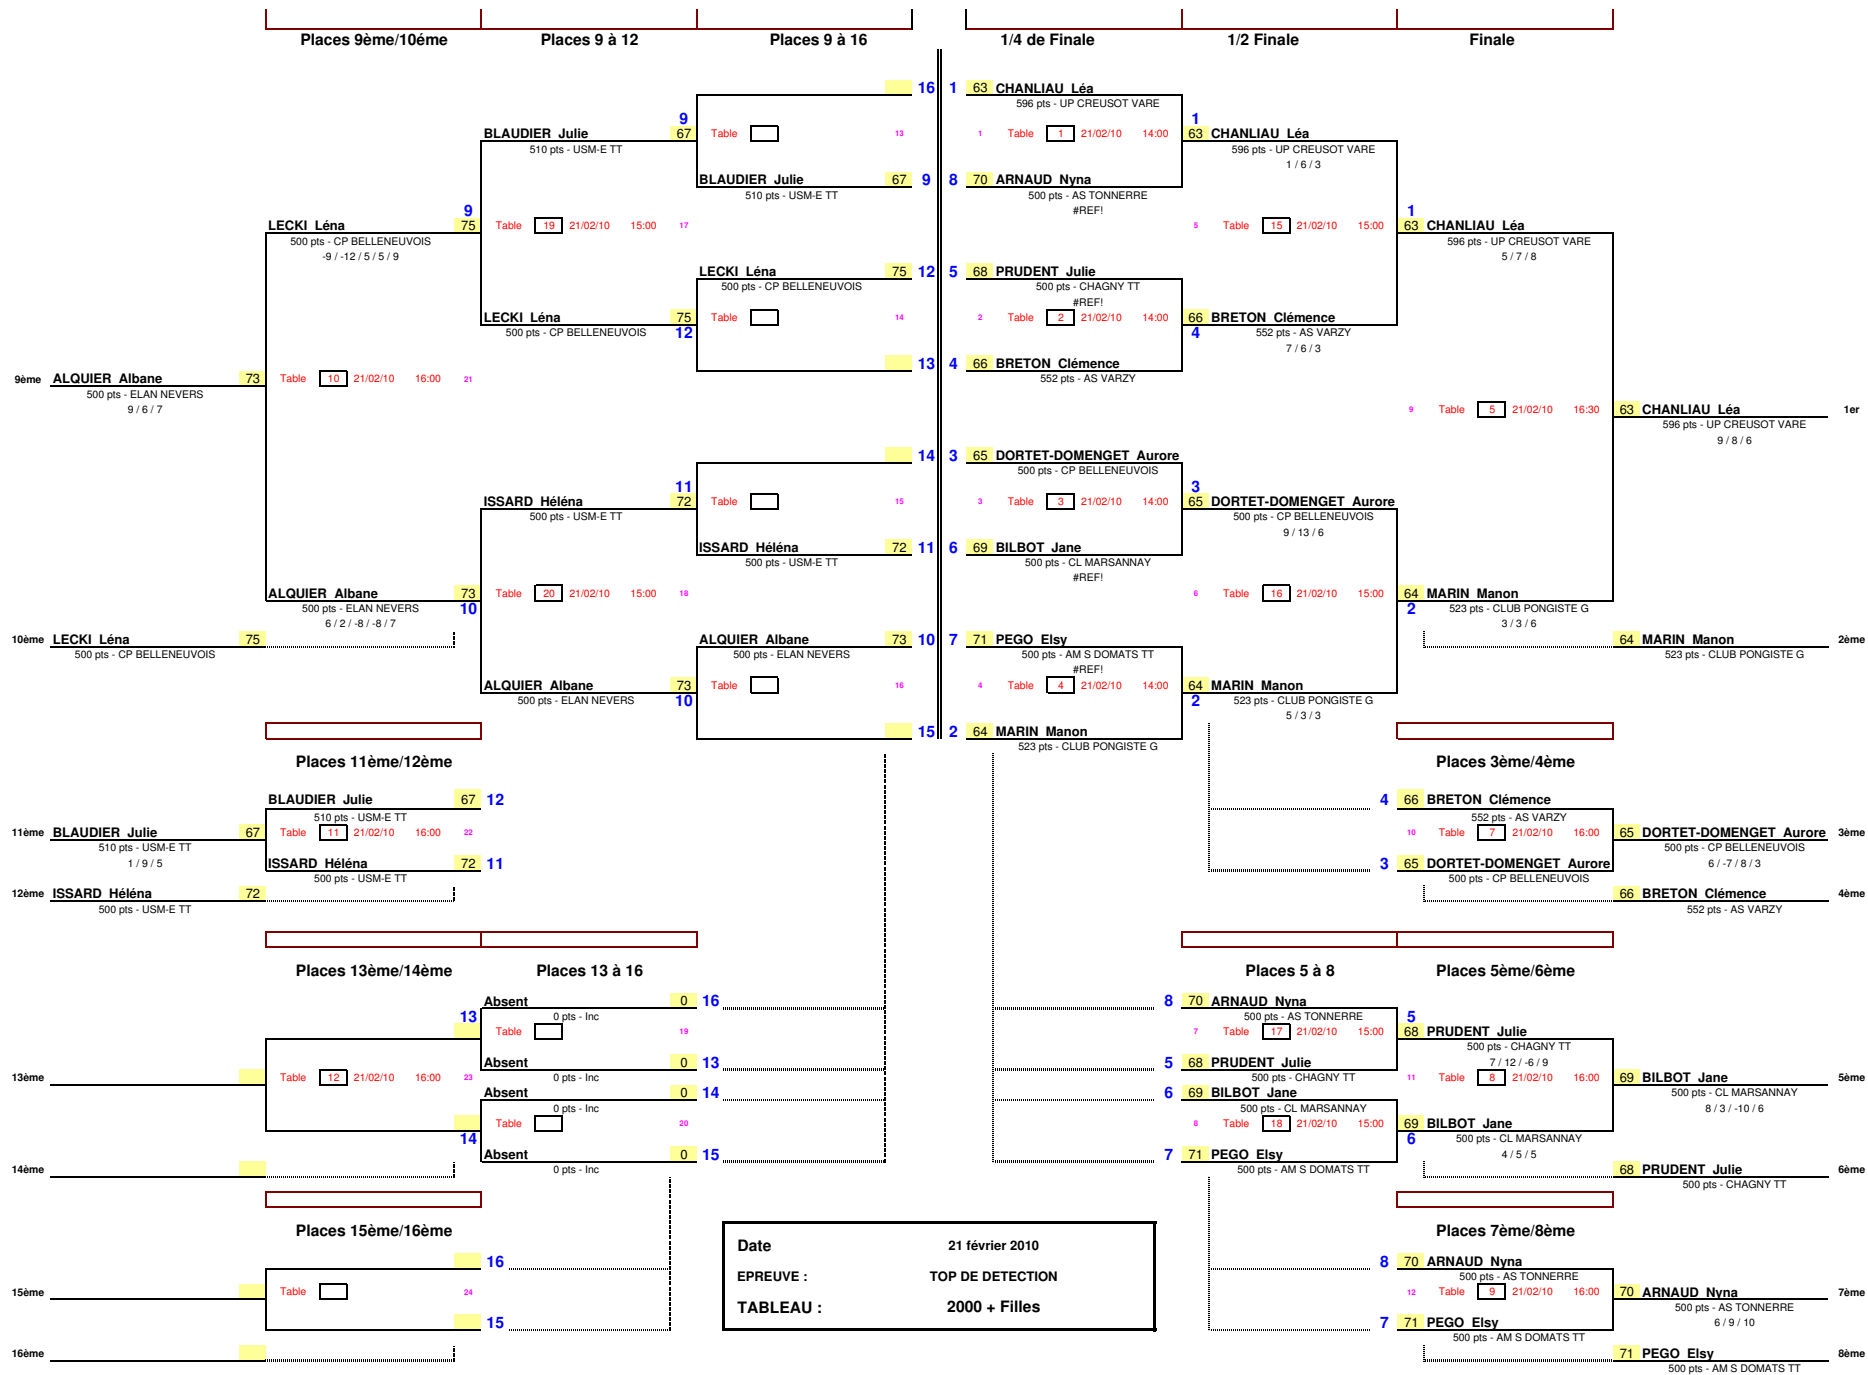 Places 9ème/10éme Places 9 à 12 Places 9 à 16 1/4 de Finale 1/2 Finale Finale
16 1 63 CHANLIAU Léa
596 pts - UP CREUSOT VARE
9 1
BLAUDIER Julie 67 Table 13 1 Table 1 21/02/10 14:00 63 CHANLIAU Léa
510 pts - USM-E TT 596 pts - UP CREUSOT VARE
1 / 6 / 3
BLAUDIER Julie 67 9 8 70 ARNAUD Nyna
510 pts - USM-E TT 500 pts - AS TONNERRE
9 #REF! 1
LECKI Léna 75 Table 19 21/02/10 15:00 17 5 Table 15 21/02/10 15:00 63 CHANLIAU Léa
500 pts - CP BELLENEUVOIS 596 pts - UP CREUSOT VARE
-9 / -12 / 5 / 5 / 9 5 / 7 / 8
LECKI Léna 75 12 5 68 PRUDENT Julie
500 pts - CP BELLENEUVOIS 500 pts - CHAGNY TT
#REF!
LECKI Léna 75 Table 14 2 Table 2 21/02/10 14:00 66 BRETON Clémence
500 pts - CP BELLENEUVOIS 12 4 552 pts - AS VARZY
7 / 6 / 3
13 4 66 BRETON Clémence
9ème ALQUIER Albane 73 Table 10 21/02/10 16:00 21 552 pts - AS VARZY
500 pts - ELAN NEVERS
9 / 6 / 7 9 Table 5 21/02/10 16:30 63 CHANLIAU Léa 1er
596 pts - UP CREUSOT VARE
9 / 8 / 6
14 3 65 DORTET-DOMENGET Aurore
500 pts - CP BELLENEUVOIS
11 3
ISSARD Héléna 72 Table 15 3 Table 3 21/02/10 14:00 65 DORTET-DOMENGET Aurore
500 pts - USM-E TT 500 pts - CP BELLENEUVOIS
9 / 13 / 6
ISSARD Héléna 72 11 6 69 BILBOT Jane
500 pts - USM-E TT 500 pts - CL MARSANNAY
#REF!
ALQUIER Albane 73 Table 20 21/02/10 15:00 18 6 Table 16 21/02/10 15:00 64 MARIN Manon
500 pts - ELAN NEVERS 10 2 523 pts - CLUB PONGISTE G
6 / 2 / -8 / -8 / 7 3 / 3 / 6
10ème LECKI Léna 75 ALQUIER Albane 73 10 7 71 PEGO Elsy 64 MARIN Manon 2ème
500 pts - CP BELLENEUVOIS 500 pts - ELAN NEVERS 500 pts - AM S DOMATS TT 523 pts - CLUB PONGISTE G
#REF!
ALQUIER Albane 73 Table 16 4 Table 4 21/02/10 14:00 64 MARIN Manon
500 pts - ELAN NEVERS 10 2 523 pts - CLUB PONGISTE G
5 / 3 / 3
15 2 64 MARIN Manon
523 pts - CLUB PONGISTE G
Places 11ème/12ème Places 3ème/4ème
BLAUDIER Julie 67 12 4 66 BRETON Clémence
510 pts - USM-E TT 552 pts - AS VARZY
11ème BLAUDIER Julie 67 Table 11 21/02/10 16:00 22 10 Table 7 21/02/10 16:00 65 DORTET-DOMENGET Aurore 3ème
510 pts - USM-E TT 500 pts - CP BELLENEUVOIS
1 / 9 / 5 ISSARD Héléna 72 11 3 65 DORTET-DOMENGET Aurore 6 / -7 / 8 / 3
500 pts - USM-E TT 500 pts - CP BELLENEUVOIS
12ème ISSARD Héléna 72 66 BRETON Clémence 4ème
500 pts - USM-E TT 552 pts - AS VARZY
Places 13ème/14ème Places 13 à 16 Places 5 à 8 Places 5ème/6ème
Absent 0 16 8 70 ARNAUD Nyna
13 0 pts - Inc 500 pts - AS TONNERRE 5
Table 19 7 Table 17 21/02/10 15:00 68 PRUDENT Julie
500 pts - CHAGNY TT
Absent 0 13 5 68 PRUDENT Julie 7 / 12 / -6 / 9
13ème Table 12 21/02/10 16:00 23 0 pts - Inc 500 pts - CHAGNY TT 11 Table 8 21/02/10 16:00 69 BILBOT Jane 5ème
Absent 0 14 6 69 BILBOT Jane 500 pts - CL MARSANNAY
0 pts - Inc 500 pts - CL MARSANNAY 8 / 3 / -10 / 6
Table 20 8 Table 18 21/02/10 15:00 69 BILBOT Jane
14 6 500 pts - CL MARSANNAY
Absent 0 15 7 71 PEGO Elsy 4 / 5 / 5
14ème 0 pts - Inc 500 pts - AM S DOMATS TT 68 PRUDENT Julie 6ème
500 pts - CHAGNY TT
Places 15ème/16ème Places 7ème/8ème
Date 21 février 2010
16 8 70 ARNAUD Nyna
EPREUVE : TOP DE DETECTION 500 pts - AS TONNERRE
15ème Table 24 12 Table 9 21/02/10 16:00 70 ARNAUD Nyna 7ème
TABLEAU : 2000 + Filles 500 pts - AS TONNERRE
15 7 71 PEGO Elsy 6 / 9 / 10
500 pts - AM S DOMATS TT
16ème 71 PEGO Elsy 8ème
500 pts - AM S DOMATS TT